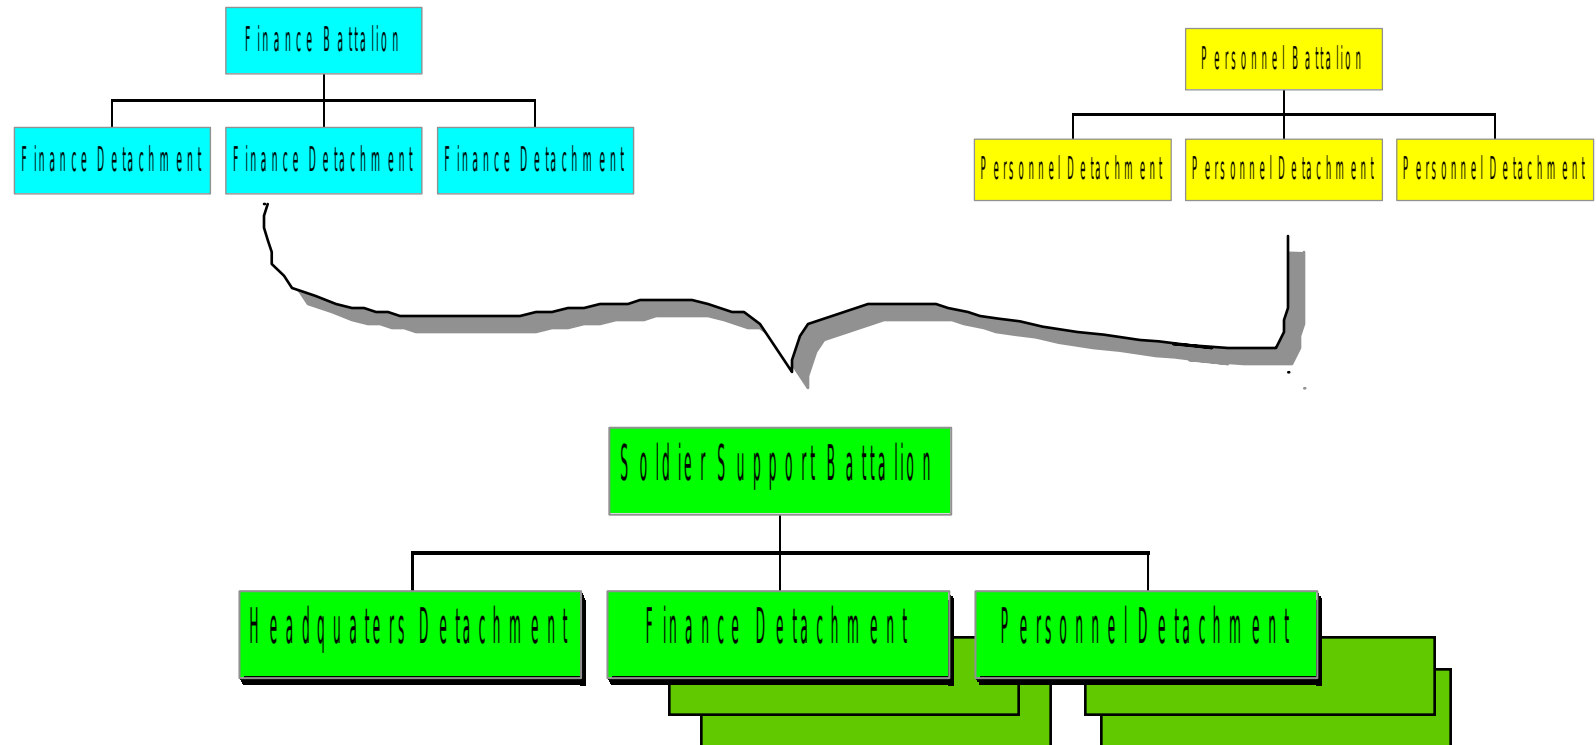 Finance Battalion
Personnel Battalion
Finance Detachment
Finance Detachment
Finance Detachment
Personnel Detachment
Personnel Detachment
Personnel Detachment
Soldier Support Battalion
Headquaters Detachment
Finance Detachment
Personnel Detachment